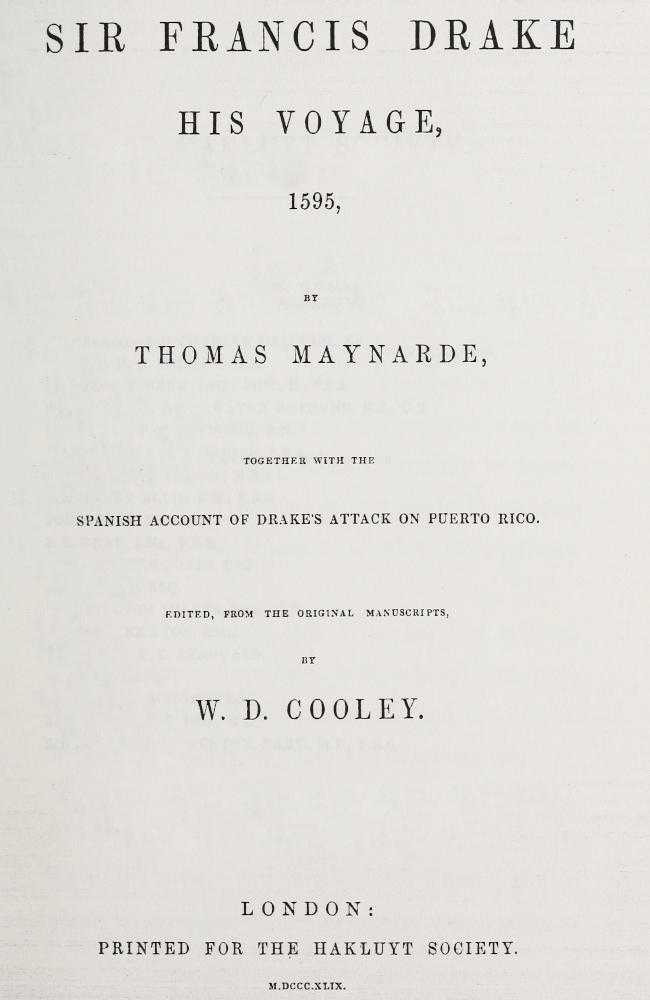 SIR FRANCIS DRAKE
HIS VOYAGE,
1595,
BY
THOMAS MAYNARDE,
TOGETHER WITH THE
SPANISH ACCOUNT OF DRAKE'S ATTACK ON PUERTO RICO.
EDITED, FROM THE ORIGINAL MANUSCRIPTS,
BY
W. D. COOLEY.
LONDON:
PRINTED FOR THE HAKLUYT SOCIETY.
M.DCCC.XLIX.